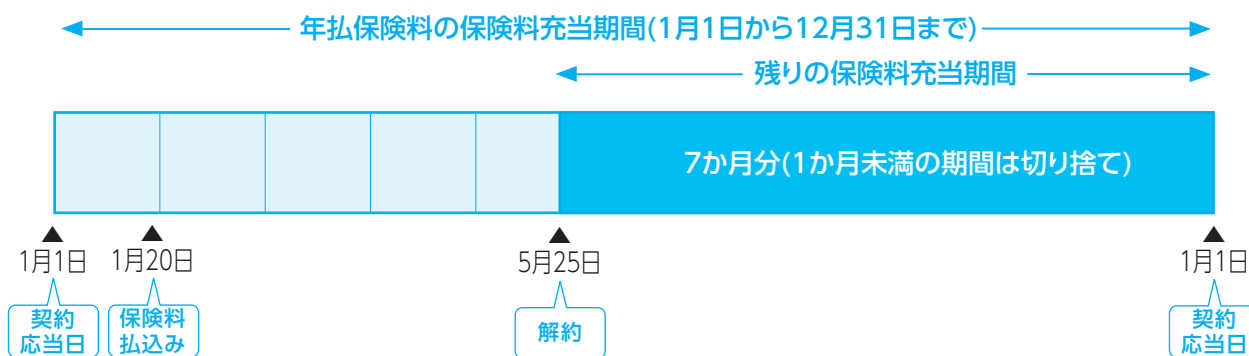 年払保険料の保険料充当期間(1月1日から12月31日まで)
残りの保険料充当期間
7か月分(1か月未満の期間は切り捨て)
▲ ▲ ▲ ▲
1月1日 1月20日 5月25日 1月1日
契約 保険料 解約 契約
応当日 払込み 応当日